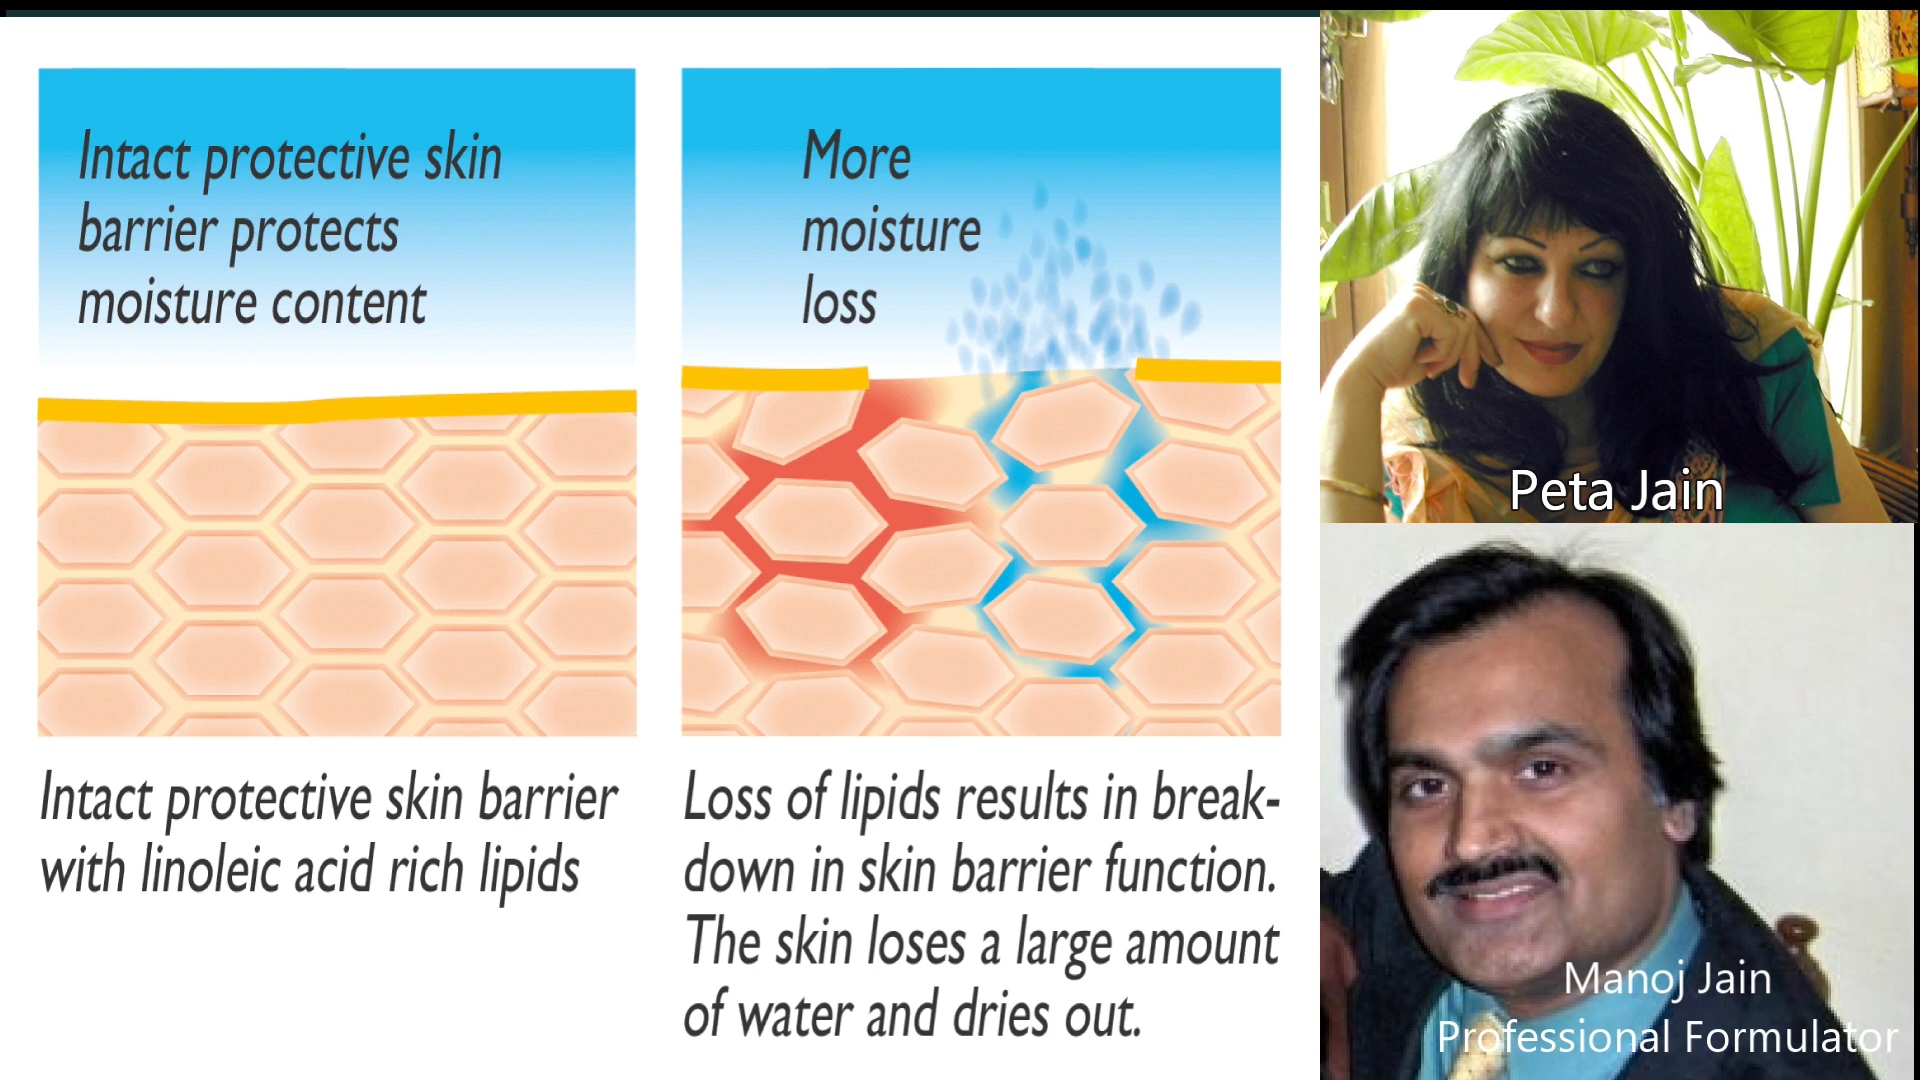 Intact protective skin
barrier protects
moisture content
More
moisture
loss
Intact protective skin barrier
with linoleic acid rich lipids
Loss of lipids results in break-
down in skin barrier function.
The skin loses a large amount
of water and dries out.
Peta Jain
Manoj Jain
Professional Formulator